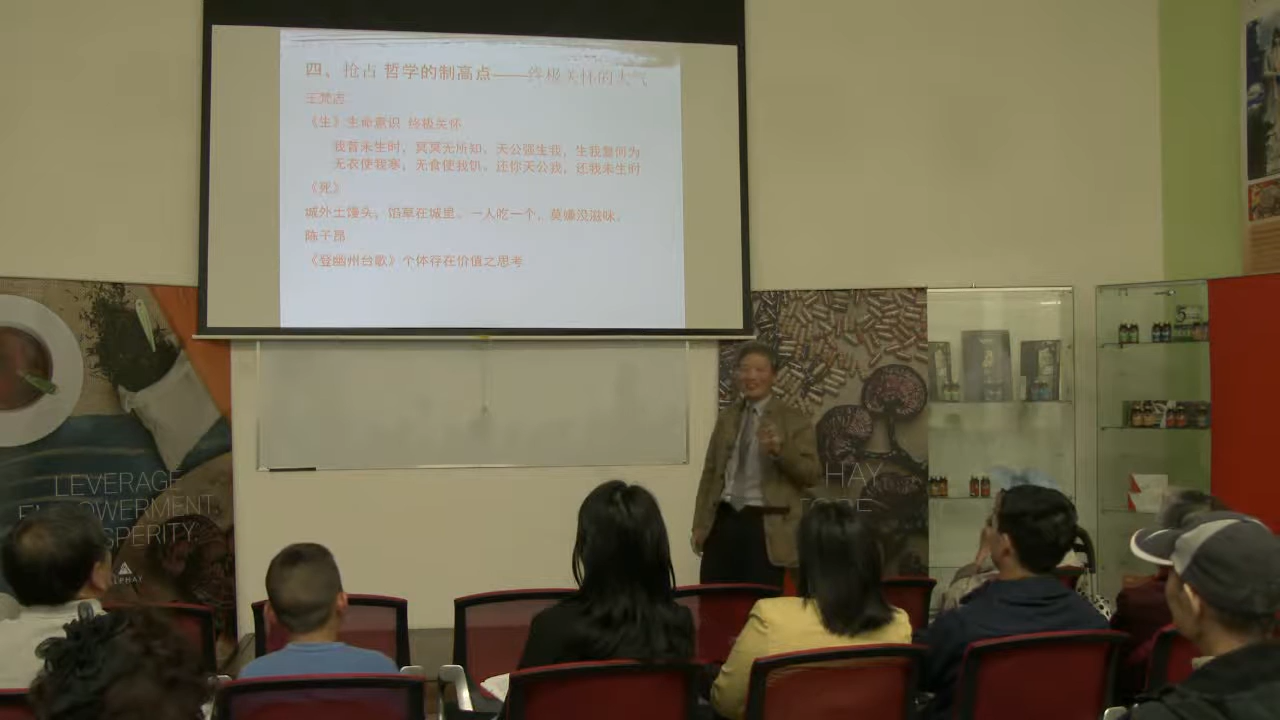 四、抢占 哲学的制高点——终极关怀的大气
王梵志
《生》生命意识 终极关怀
我昔未生时，冥冥无所知。天公强生我，生我复何为
无衣使我寒，无食使我饥。还你天公我，还我未生时
《死》
城外土馒头，馅草在城里。一人吃一个，莫嫌没滋味。
陈子昂
《登幽州台歌》个体存在价值之思考
LEVERAGE
EMPOWERMENT
PROSPERITY.
ALPHAY
5